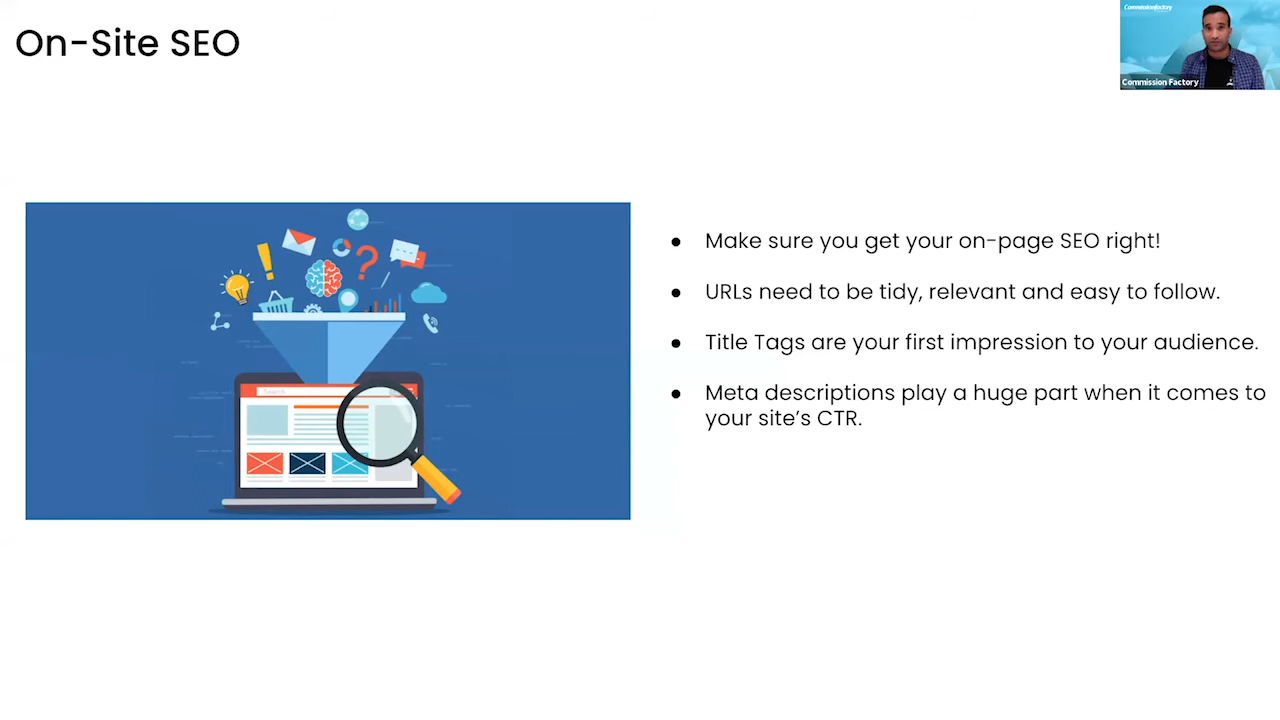 On-Site SEO
CommissionFactory
Commission Factory
Search
● Make sure you get your on-page SEO right!
● URLs need to be tidy, relevant and easy to follow.
● Title Tags are your first impression to your audience.
● Meta descriptions play a huge part when it comes to
your site’s CTR.